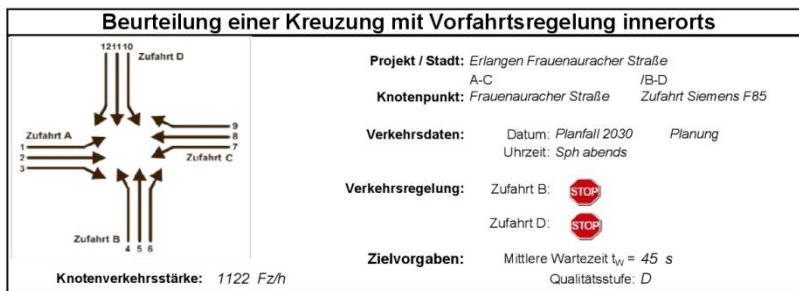 Beurteilung einer Kreuzung mit Vorfahrtsregelung innerorts
121110
Zufahrt D
Zufahrt A
1
2
3
9
8
7
Zufahrt C
Zufahrt B
4 5 6
Knotenverkehrsstärke: 1122 Fz/h
Projekt / Stadt: Erlangen Frauenauracher Straße
A-C /B-D
Knotenpunkt: Frauenauracher Straße Zufahrt Siemens F85
Verkehrsdaten: Datum: Planfall 2030 Planung
Uhrzeit: Sph abends
Verkehrsregelung: Zufahrt B: STOP
Zufahrt D: STOP
Zielvorgaben: Mittlere Wartezeit tW = 45 s
Qualitätsstufe: D